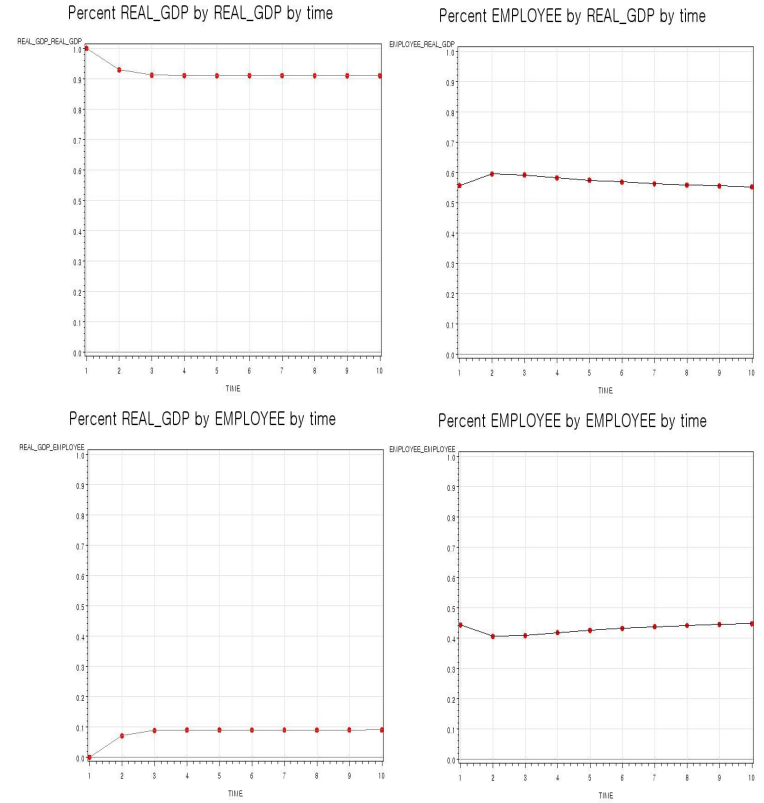 Percent REAL_GDP by REAL_GDP by time
REAL_GDP_REAL_GDP
1.0
0.9
0.8
0.7
0.6
0.5
0.4
0.3
0.2
0.1
0.0
1 2 3 4 5 6 7 8 9 10
TIME
Percent EMPLOYEE by REAL_GDP by time
EMPLOYEE_REAL_GDP
1.0
0.9
0.8
0.7
0.6
0.5
0.4
0.3
0.2
0.1
0.0
1 2 3 4 5 6 7 8 9 10
TIME
Percent REAL_GDP by EMPLOYEE by time
REAL_GDP_EMPLOYEE
1.0
0.9
0.8
0.7
0.6
0.5
0.4
0.3
0.2
0.1
0.0
1 2 3 4 5 6 7 8 9 10
TIME
Percent EMPLOYEE by EMPLOYEE by time
EMPLOYEE_EMPLOYEE
1.0
0.9
0.8
0.7
0.6
0.5
0.4
0.3
0.2
0.1
0.0
1 2 3 4 5 6 7 8 9 10
TIME